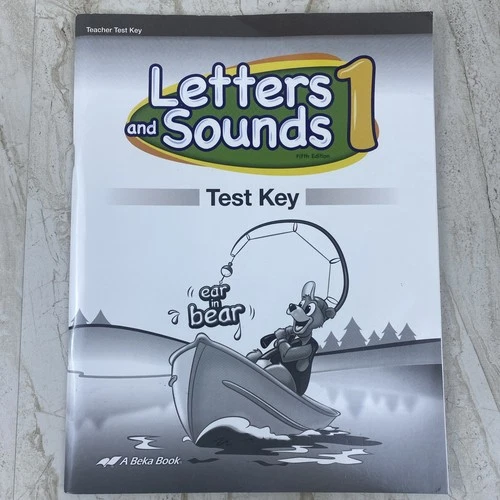 Teacher Test Key
Letters 1
and Sounds
Fifth Edition
Test Key
ear
in
bear
A Beka Book